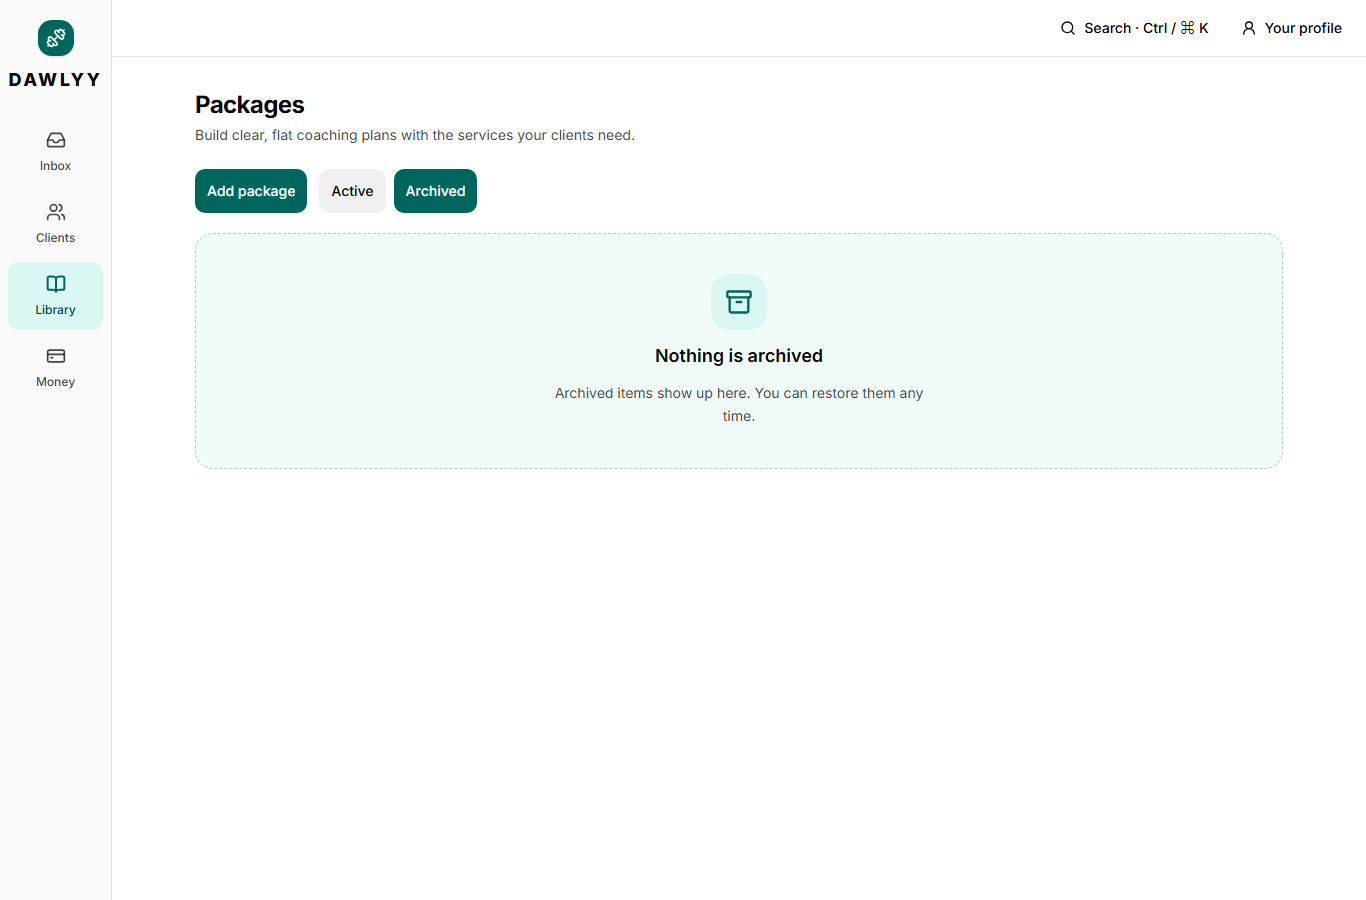 DAWLYY
Inbox
Clients
Library
Money
Search · Ctrl / ⌘ K
Your profile
Packages
Build clear, flat coaching plans with the services your clients need.
Add package
Active
Archived
Nothing is archived
Archived items show up here. You can restore them any
time.